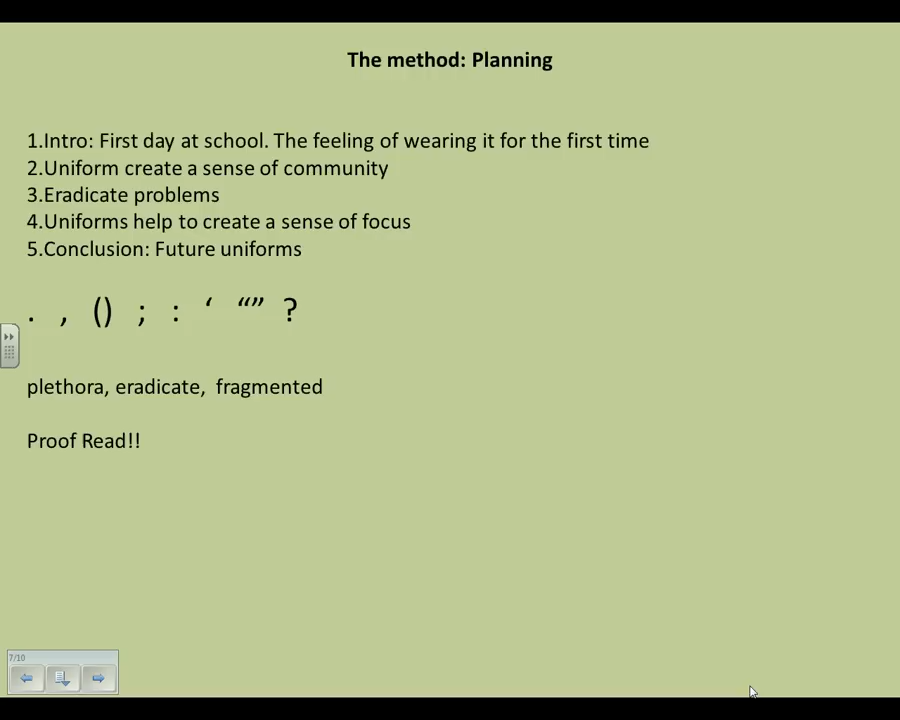 The method: Planning
1.Intro: First day at school. The feeling of wearing it for the first time
2.Uniform create a sense of community
3.Eradicate problems
4.Uniforms help to create a sense of focus
5.Conclusion: Future uniforms
. , () ; : ‘ “” ?
plethora, eradicate, fragmented
Proof Read!!
7/10